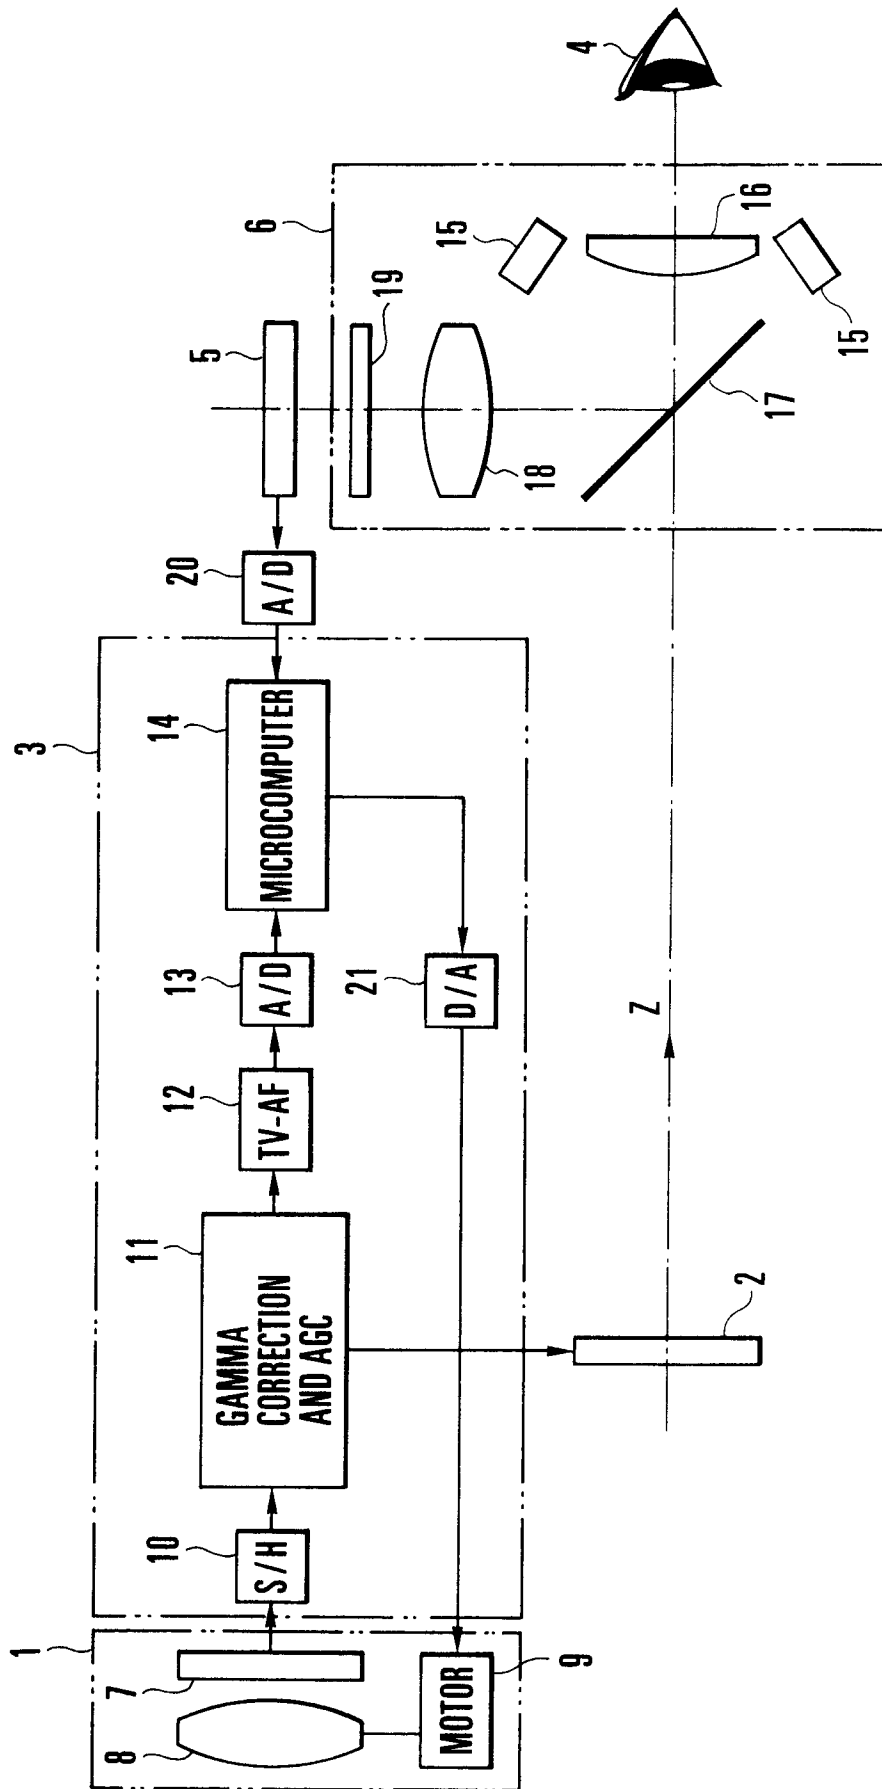 1
7
8
10
S/H
MOTOR
9
11
GAMMA
CORRECTION
AND AGC
12
TV-AF
13
A/D
14
MICROCOMPUTER
3
21
D/A
20
A/D
5
2
Z
6
19
18
17
15
16
15
4